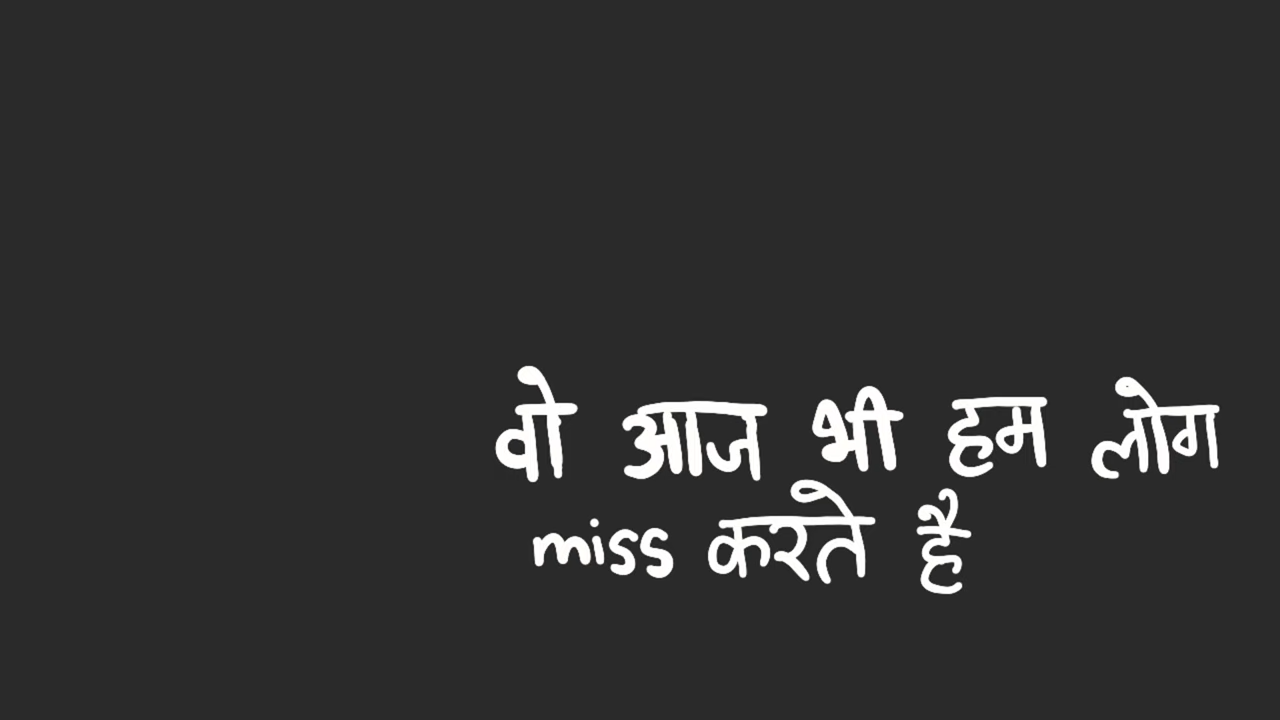 वो आज भी हम लोग
miss करते है